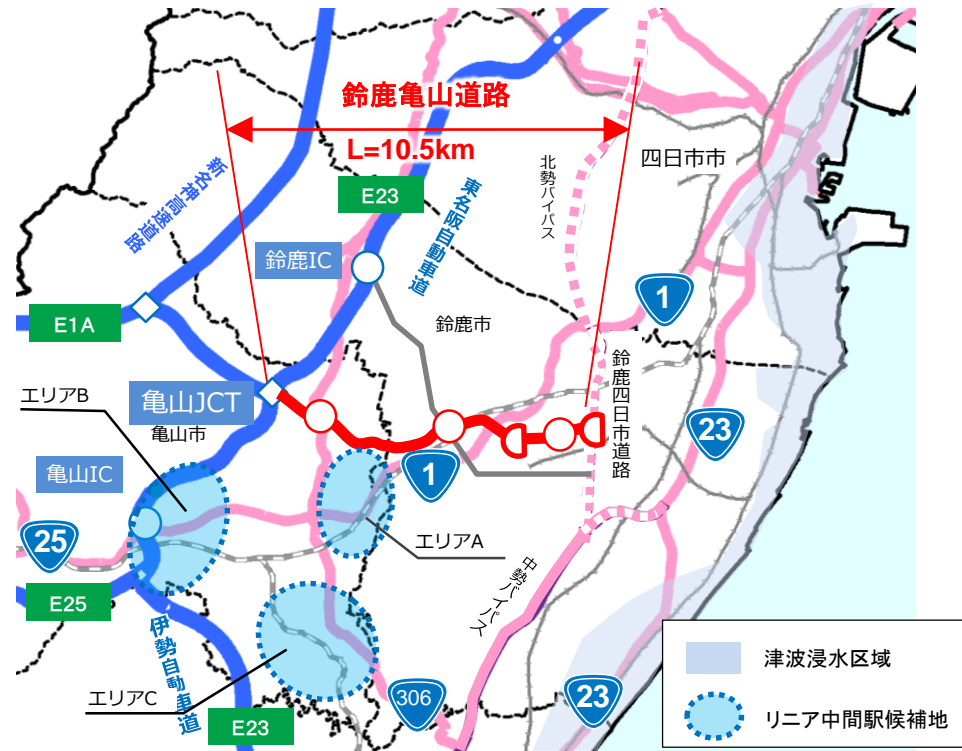 鈴鹿亀山道路
L=10.5km
新名神高速道路
E23
東名阪自動車道
北勢バイパス
四日市市
鈴鹿IC
1
E1A
鈴鹿市
鈴鹿四日市道路
エリアB
亀山JCT
亀山市
23
亀山IC
1
25
エリアA
E25
中勢バイパス
伊勢自動車道
エリアC
306
23
E23
津波浸水区域
リニア中間駅候補地